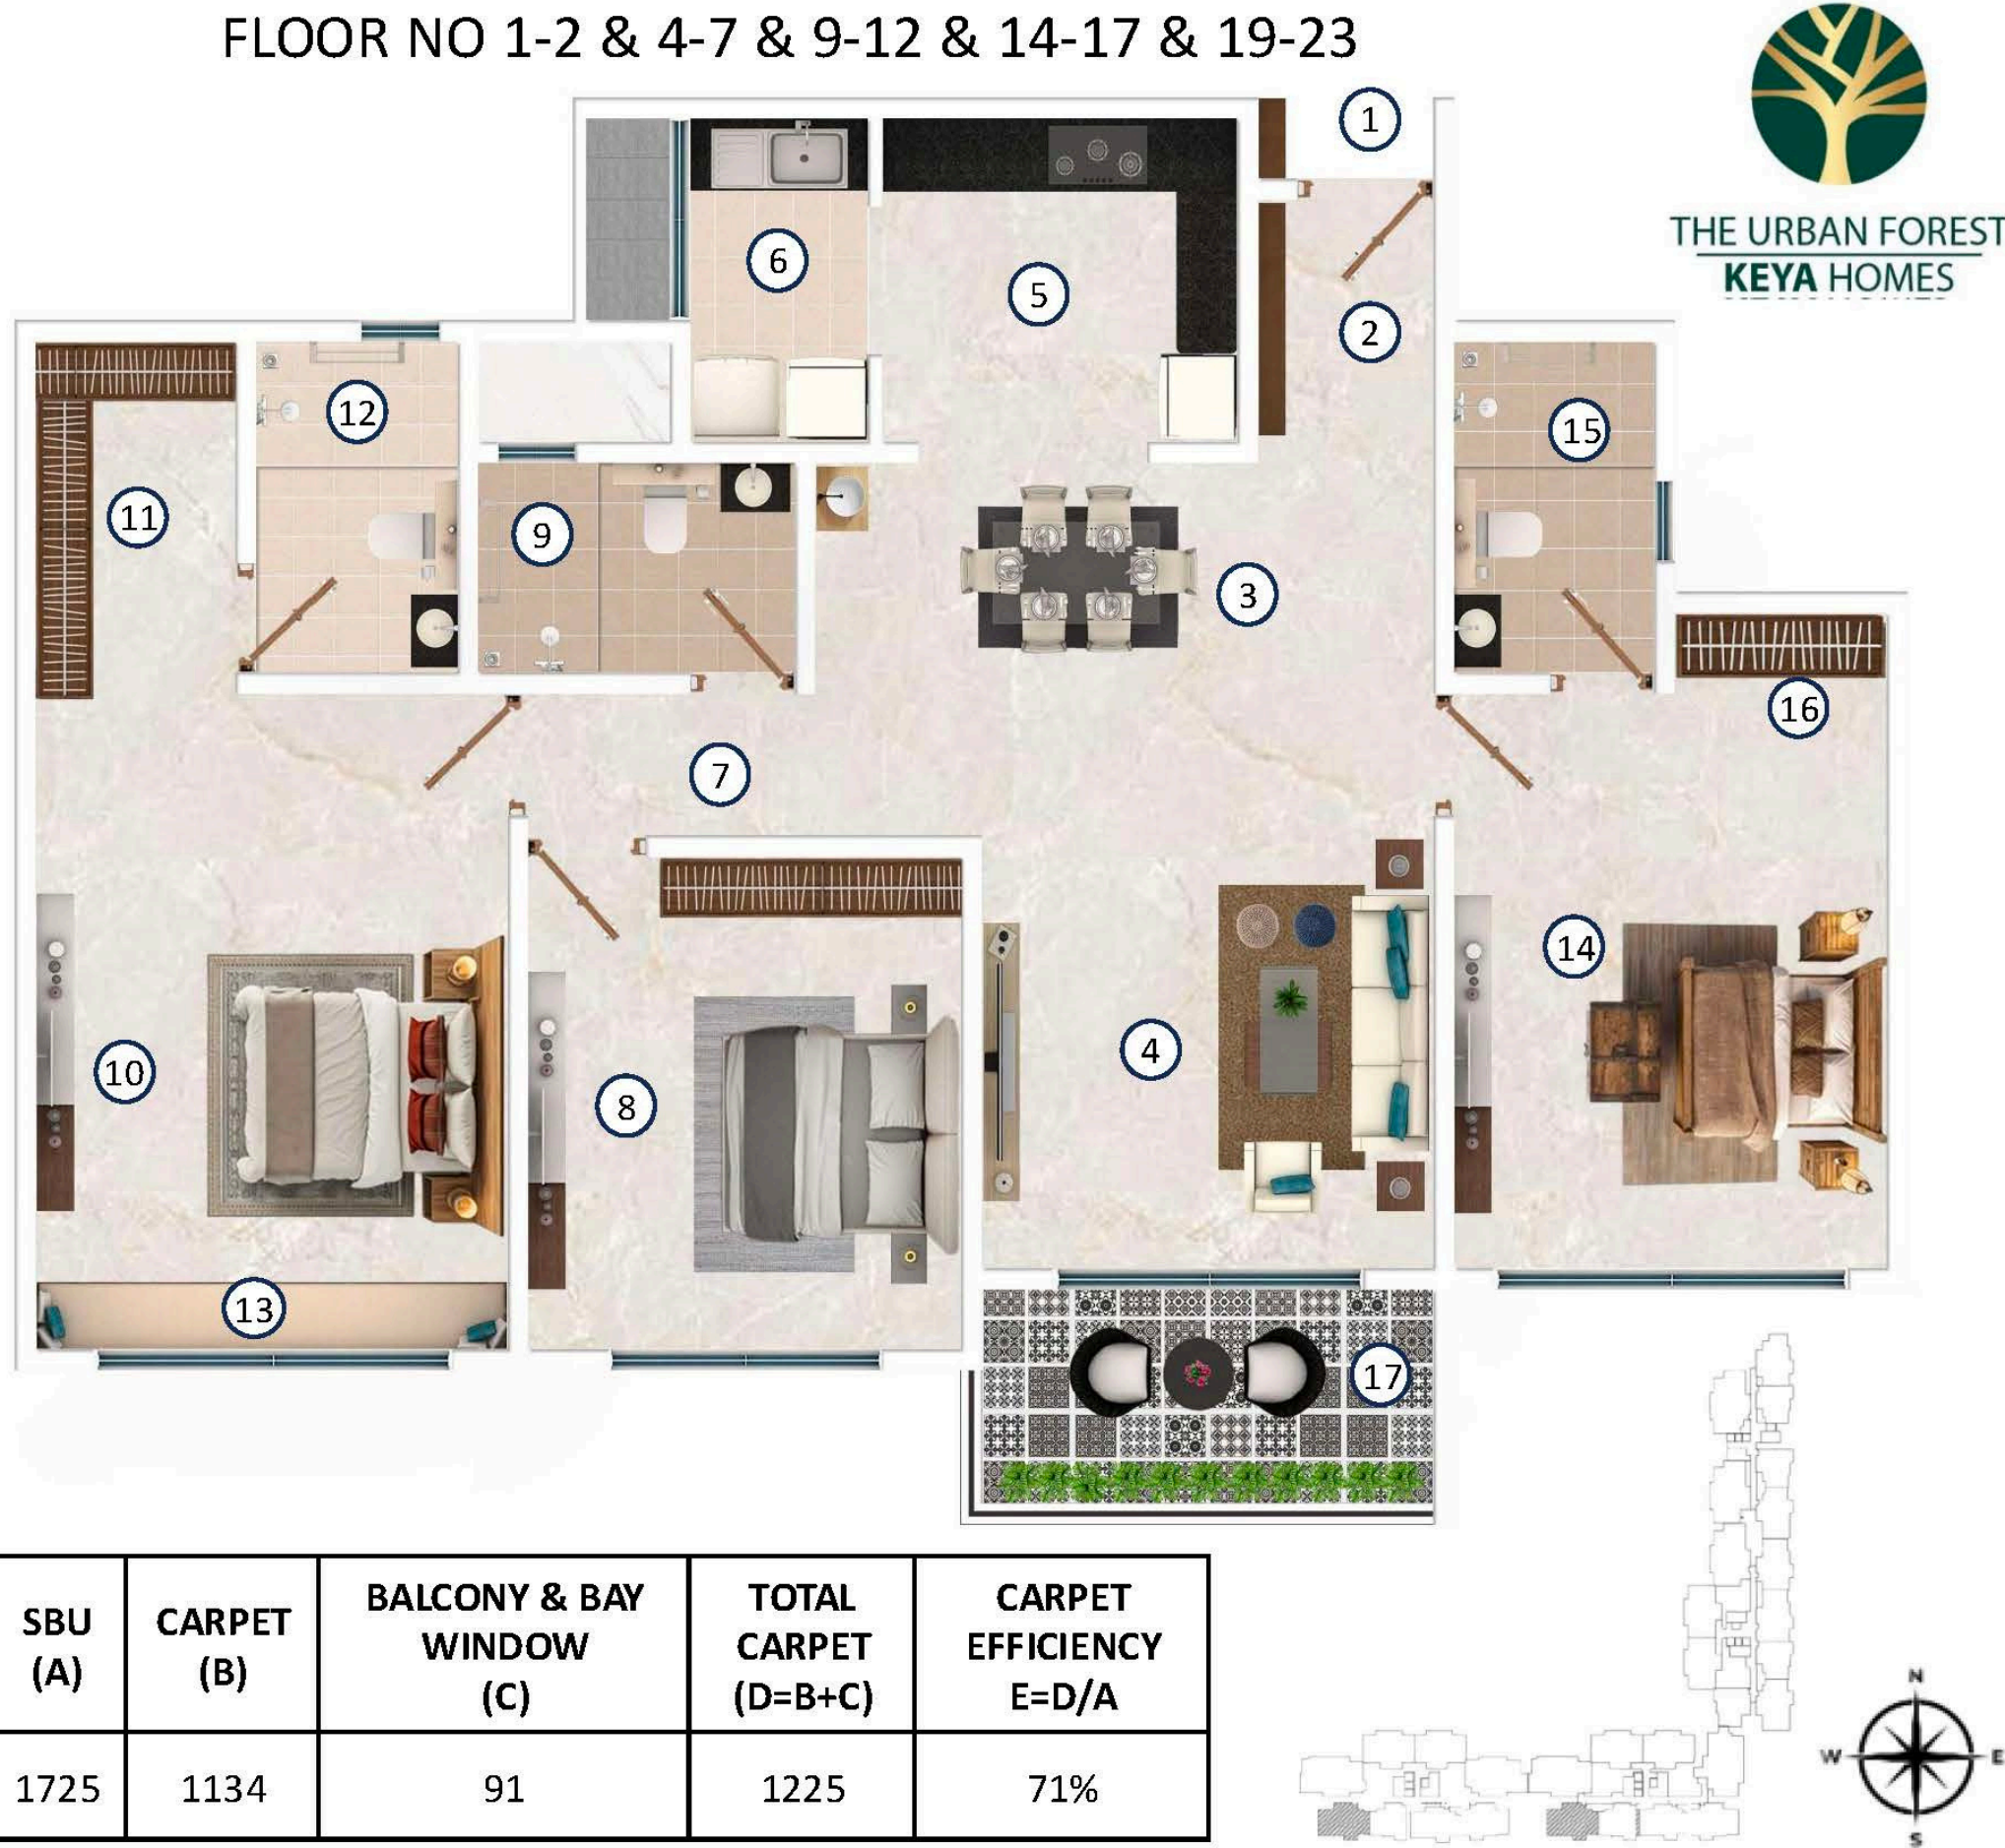 FLOOR NO 1-2 & 4-7 & 9-12 & 14-17 & 19-23
THE URBAN FOREST
KEYA HOMES
1
2
3
4
5
6
7
8
9
10
11
12
13
14
15
16
17
SBU
(A)
CARPET
(B)
BALCONY & BAY
WINDOW
(C)
TOTAL
CARPET
(D=B+C)
CARPET
EFFICIENCY
E=D/A
1725
1134
91
1225
71%
N
W
E
S